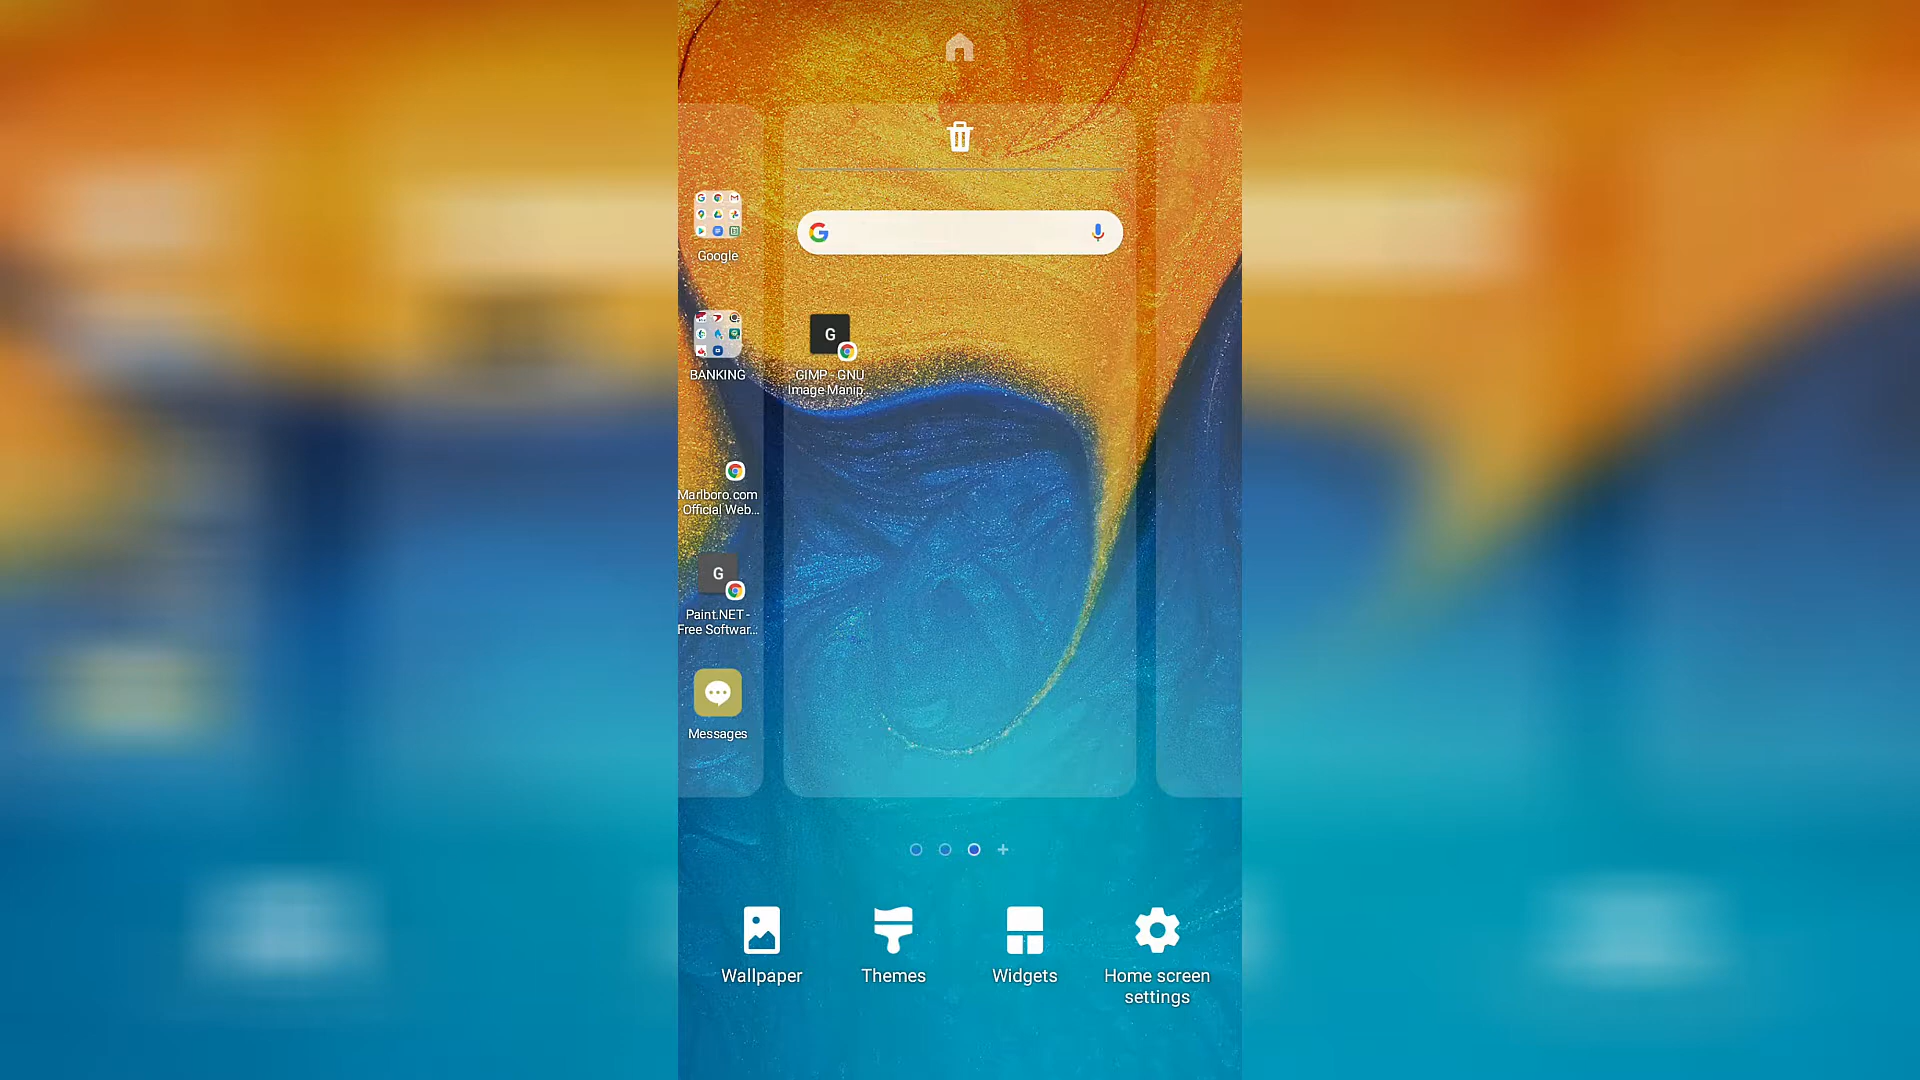 Google
BANKING
GIMP - GNU
Image Manip...
G
Marlboro.com
Official Web...
G
Paint.NET -
Free Softwar...
Messages
Wallpaper
Themes
Widgets
Home screen
settings